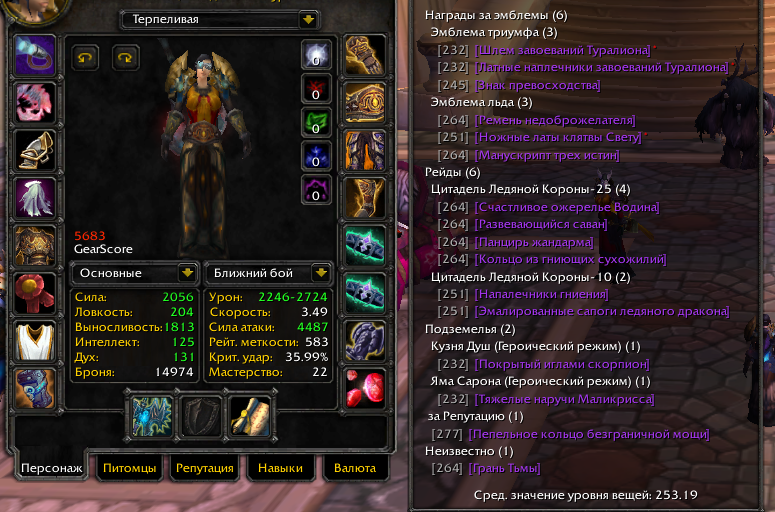 Терпеливая
0
0
0
0
5683
GearScore
Основные
Ближний бой
Сила: 2056
Ловкость: 204
Выносливость: 1813
Интеллект: 125
Дух: 131
Броня: 14974
Урон: 2246-2724
Скорость: 3.49
Сила атаки: 4487
Рейт. меткости: 583
Крит. удар: 35.99%
Мастерство: 22
Персонаж
Питомцы
Репутация
Навыки
Валюта
Награды за эмблемы (6)
Эмблема триумфа (3)
[232] [Шлем завоеваний Туралиона]
[232] [Латные наплечники завоеваний Туралиона]
[245] [Знак превосходства]
Эмблема льда (3)
[264] [Ремень недоброжелателя]
[251] [Ножные латы клятвы Свету]
[264] [Манускрипт трех истин]
Рейды (6)
Цитадель Ледяной Короны-25 (4)
[264] [Счастливое ожерелье Водина]
[264] [Развевающийся саван]
[264] [Панцирь жандарма]
[264] [Кольцо из гниющих сухожилий]
Цитадель Ледяной Короны-10 (2)
[251] [Напалечники гниения]
[251] [Эмалированные сапоги ледяного дракона]
Подземелья (2)
Кузня Душ (Героический режим) (1)
[232] [Покрытый иглами скорпион]
Яма Сарона (Героический режим) (1)
[232] [Тяжелые наручи Маликрисса]
за Репутацию (1)
[277] [Пепельное кольцо безграничной мощи]
Неизвестно (1)
[264] [Грань Тьмы]
Сред. значение уровня вещей: 253.19